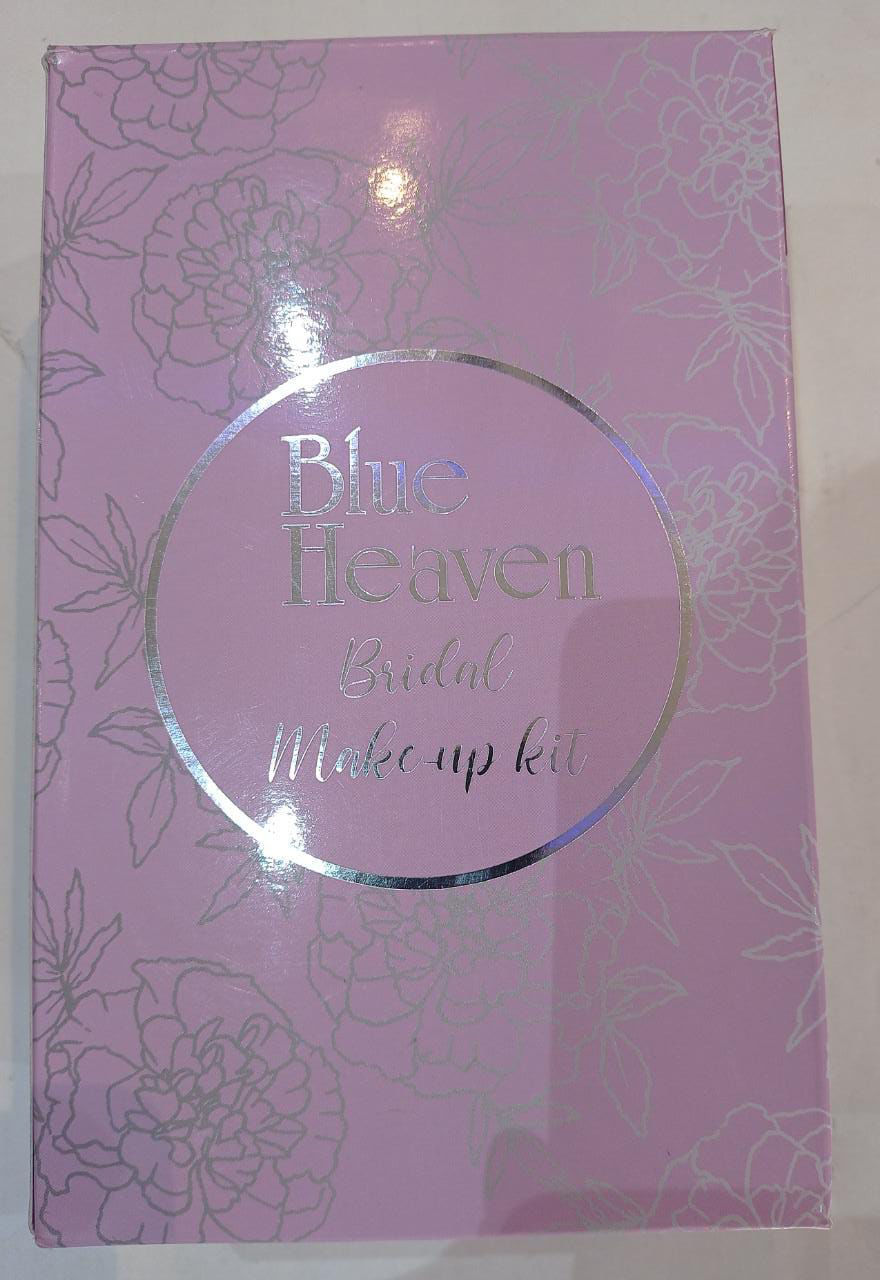 Blue
Heaven
Bridal
Make-up kit